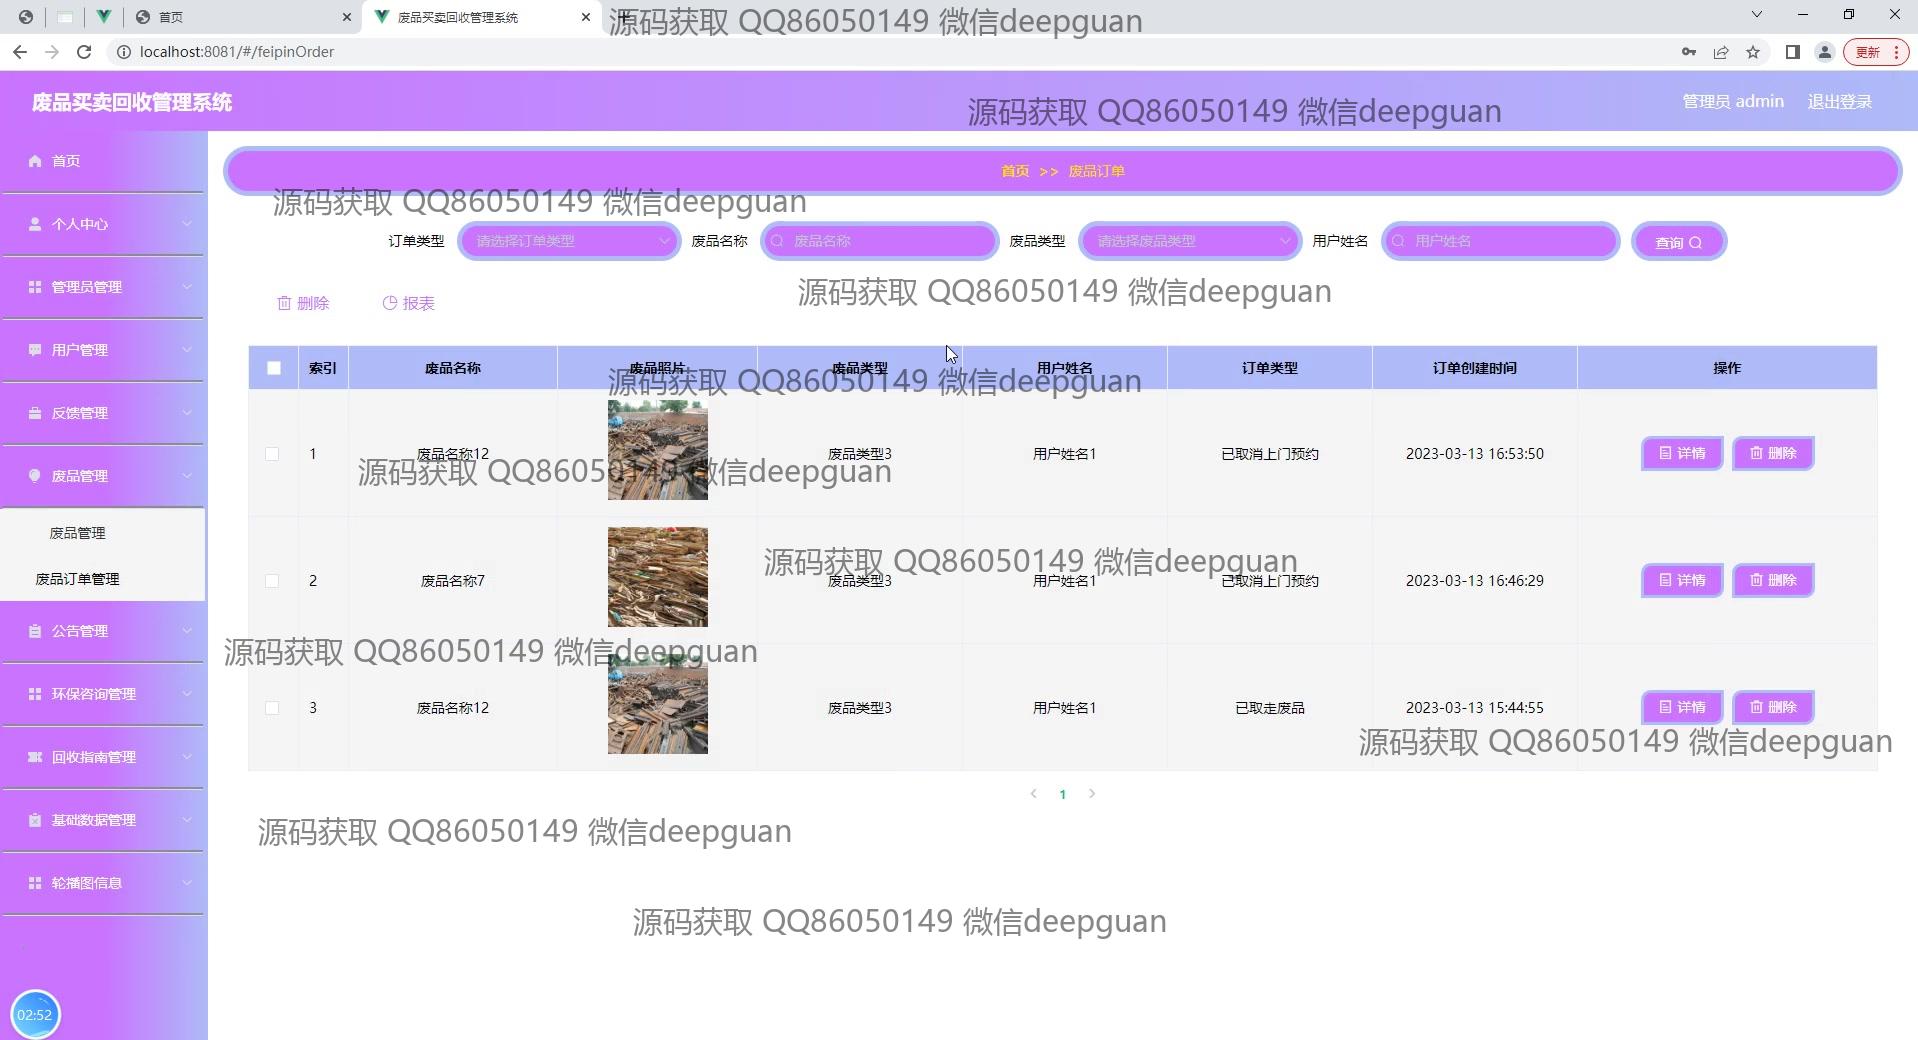 首页
废品买卖回收管理系统
源码获取 QQ86050149 微信deepguan
localhost:8081/#/feipinOrder
更新
废品买卖回收管理系统
源码获取 QQ86050149 微信deepguan
管理员 admin
退出登录
首页
首页 >> 废品订单
源码获取 QQ86050149 微信deepguan
个人中心
订单类型 请选择订单类型 废品名称 废品名称 废品类型 请选择废品类型 用户姓名 用户姓名 查询
管理员管理
源码获取 QQ86050149 微信deepguan
删除 报表
用户管理
索引 废品名称 废品照片 废品类型 用户姓名 订单类型 订单创建时间 操作
源码获取 QQ86050149 微信deepguan
反馈管理
1 废品名称12 废品类型3 用户姓名1 已取消上门预约 2023-03-13 16:53:50 详情 删除
源码获取 QQ86050149 微信deepguan
废品管理
废品管理
源码获取 QQ86050149 微信deepguan
废品订单管理
2 废品名称7 废品类型3 用户姓名1 已取消上门预约 2023-03-13 16:46:29 详情 删除
公告管理
源码获取 QQ86050149 微信deepguan
环保咨询管理
3 废品名称12 废品类型3 用户姓名1 已取走废品 2023-03-13 15:44:55 详情 删除
源码获取 QQ86050149 微信deepguan
回收指南管理
1
基础数据管理
源码获取 QQ86050149 微信deepguan
轮播图信息
源码获取 QQ86050149 微信deepguan
02:52